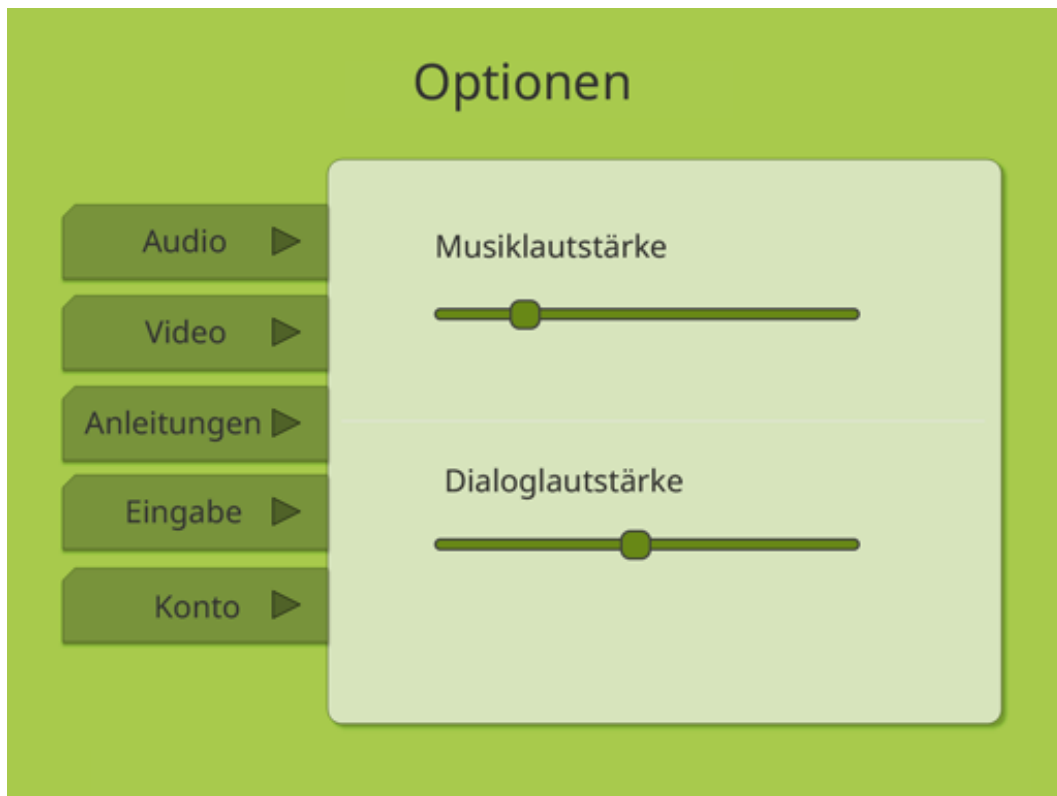 Optionen
Audio
Video
Anleitungen
Eingabe
Konto
Musiklautstärke
Dialoglautstärke